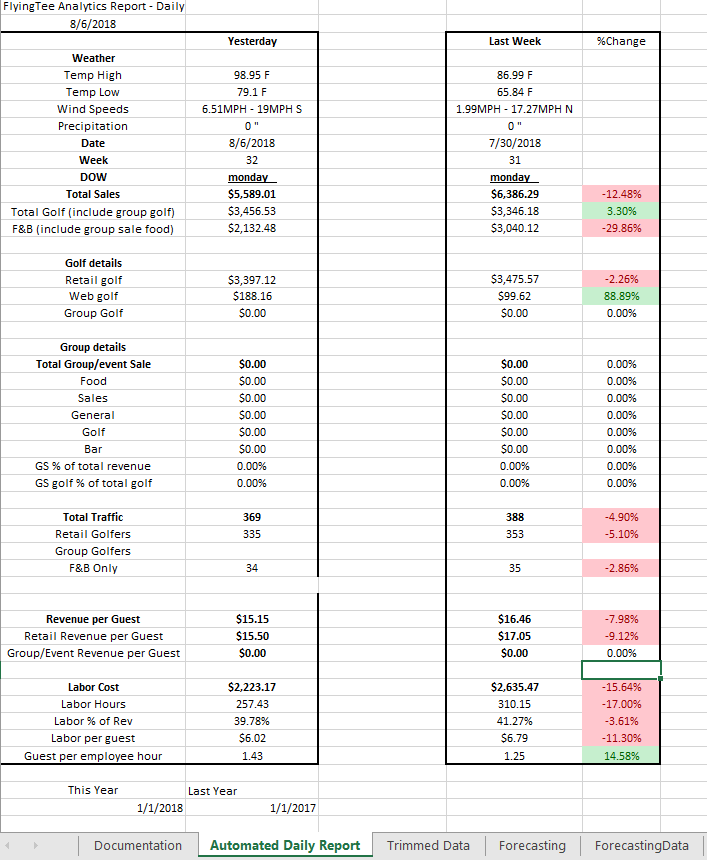 FlyingTee Analytics Report - Daily
8/6/2018
Yesterday Last Week %Change
Weather
Temp High 98.95 F 86.99 F
Temp Low 79.1 F 65.84 F
Wind Speeds 6.51MPH - 19MPH S 1.99MPH - 17.27MPH N
Precipitation 0 " 0 "
Date 8/6/2018 7/30/2018
Week 32 31
DOW monday monday
Total Sales $5,589.01 $6,386.29 -12.48%
Total Golf (include group golf) $3,456.53 $3,346.18 3.30%
F&B (include group sale food) $2,132.48 $3,040.12 -29.86%
Golf details
Retail golf $3,397.12 $3,475.57 -2.26%
Web golf $188.16 $99.62 88.89%
Group Golf $0.00 $0.00 0.00%
Group details
Total Group/event Sale $0.00 $0.00 0.00%
Food $0.00 $0.00 0.00%
Sales $0.00 $0.00 0.00%
General $0.00 $0.00 0.00%
Golf $0.00 $0.00 0.00%
Bar $0.00 $0.00 0.00%
GS % of total revenue 0.00% 0.00% 0.00%
GS golf % of total golf 0.00% 0.00% 0.00%
Total Traffic 369 388 -4.90%
Retail Golfers 335 353 -5.10%
Group Golfers
F&B Only 34 35 -2.86%
Revenue per Guest $15.15 $16.46 -7.98%
Retail Revenue per Guest $15.50 $17.05 -9.12%
Group/Event Revenue per Guest $0.00 $0.00 0.00%
Labor Cost $2,223.17 $2,635.47 -15.64%
Labor Hours 257.43 310.15 -17.00%
Labor % of Rev 39.78% 41.27% -3.61%
Labor per guest $6.02 $6.79 -11.30%
Guest per employee hour 1.43 1.25 14.58%
This Year Last Year
1/1/2018 1/1/2017
Documentation Automated Daily Report Trimmed Data Forecasting ForecastingData